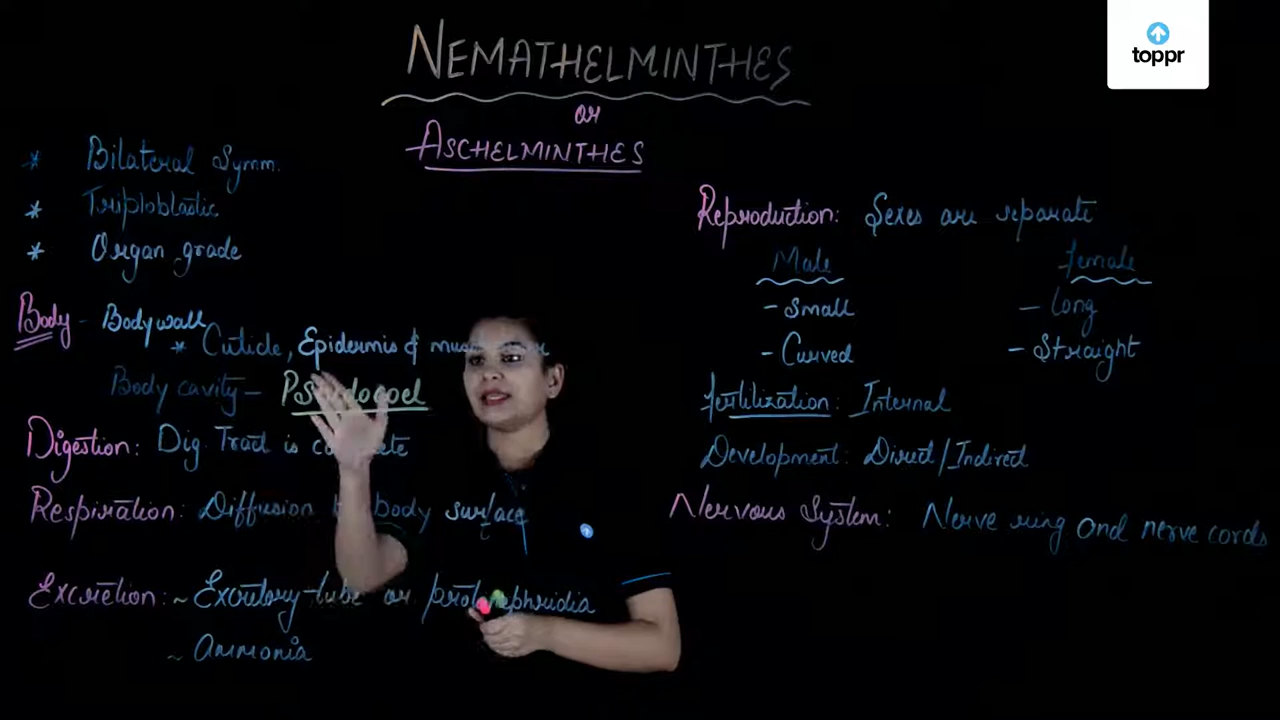 NEMATHELMINTHES
or
ASCHELMINTHES
toppr
* Bilateral Symm.
* Triploblastic
* Organ grade
Body - Bodywall
* Cuticle, Epidermis &
Body cavity -
Digestion: Dig. Tract is
Respiration: Diffusion body surface
Excretion: ~ Excretory tube or protonephridia
~ Ammonia
Reproduction: Sexes are separate
Male Female
- Small - long
- Curved - Straight
fertilization: Internal
Development: Direct/Indirect
Nervous System: Nerve ring and nerve cords